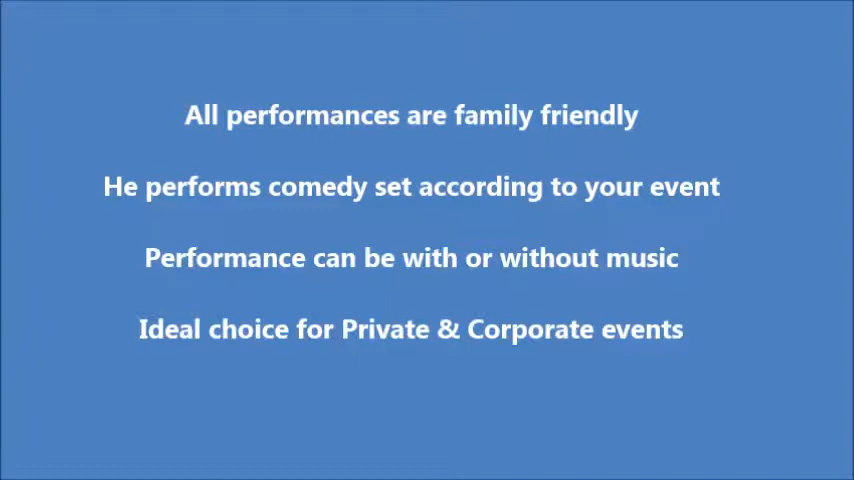 All performances are family friendly
He performs comedy set according to your event
Performance can be with or without music
Ideal choice for Private & Corporate events